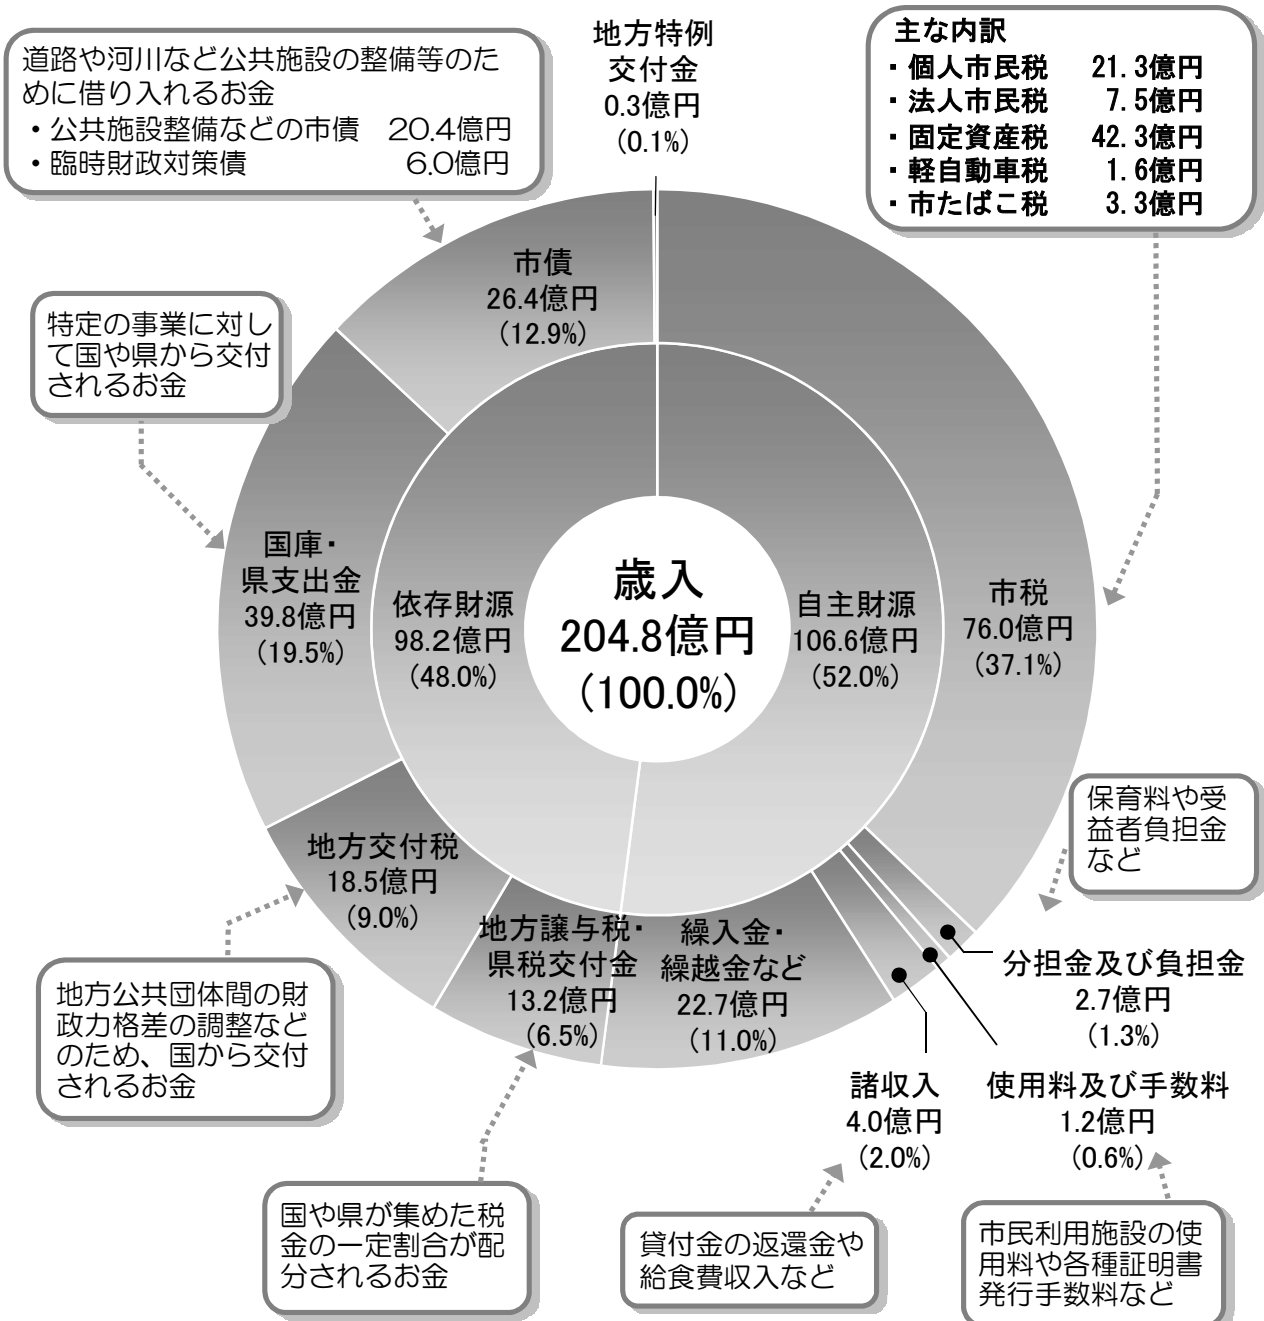 道路や河川など公共施設の整備等のた
めに借り入れるお金
・公共施設整備などの市債　20.4億円
・臨時財政対策債　6.0億円
地方特例
交付金
0.3億円
(0.1%)
主な内訳
・個人市民税　21.3億円
・法人市民税　7.5億円
・固定資産税　42.3億円
・軽自動車税　1.6億円
・市たばこ税　3.3億円
市債
26.4億円
(12.9%)
特定の事業に対し
て国や県から交付
されるお金
国庫・
県支出金
39.8億円
(19.5%)
依存財源
98.2億円
(48.0%)
歳入
204.8億円
(100.0%)
自主財源
106.6億円
(52.0%)
市税
76.0億円
(37.1%)
保育料や受
益者負担金
など
地方交付税
18.5億円
(9.0%)
地方譲与税・
県税交付金
13.2億円
(6.5%)
繰入金・
繰越金など
22.7億円
(11.0%)
分担金及び負担金
2.7億円
(1.3%)
地方公共団体間の財
政力格差の調整など
のため、国から交付
されるお金
諸収入
4.0億円
(2.0%)
使用料及び手数料
1.2億円
(0.6%)
国や県が集めた税
金の一定割合が配
分されるお金
貸付金の返還金や
給食費収入など
市民利用施設の使
用料や各種証明書
発行手数料など